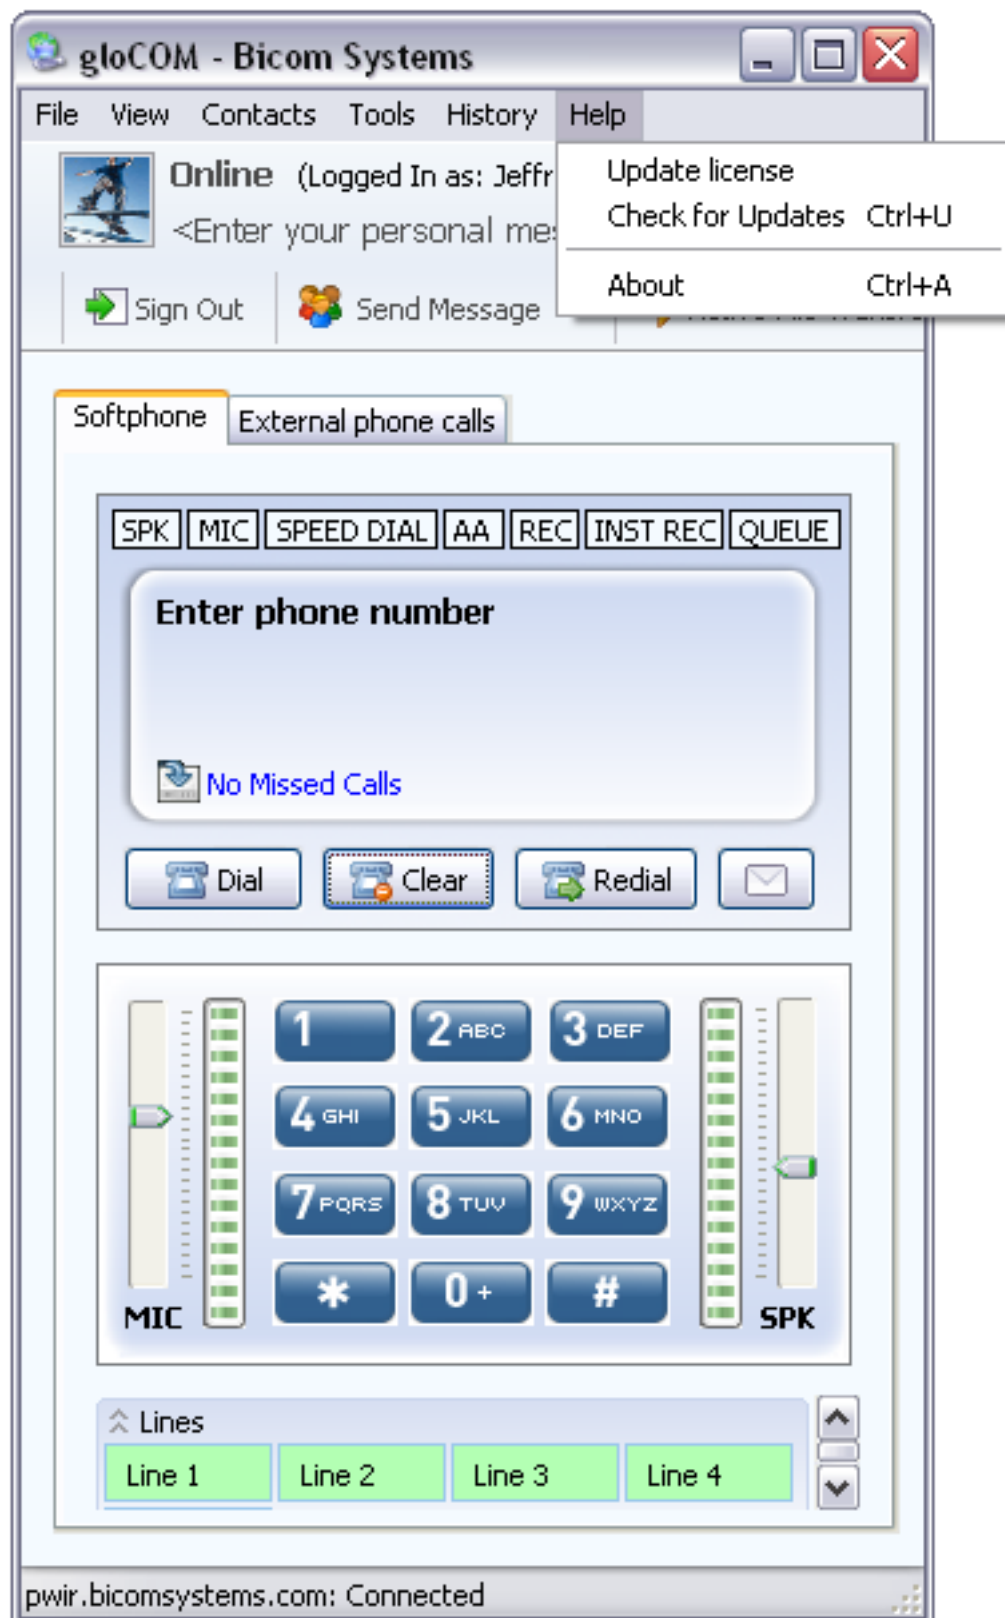 gloCOM - Bicom Systems
File View Contacts Tools History Help
Online (Logged In as: Jeffr
<Enter your personal mes
Update license
Check for Updates Ctrl+U
About Ctrl+A
Sign Out Send Message
Softphone External phone calls
SPK MIC SPEED DIAL AA REC INST REC QUEUE
Enter phone number
No Missed Calls
Dial Clear Redial
1 2 ABC 3 DEF
4 GHI 5 JKL 6 MNO
7 PQRS 8 TUV 9 WXYZ
* 0 + #
MIC SPK
Lines
Line 1 Line 2 Line 3 Line 4
pwir.bicomsystems.com: Connected